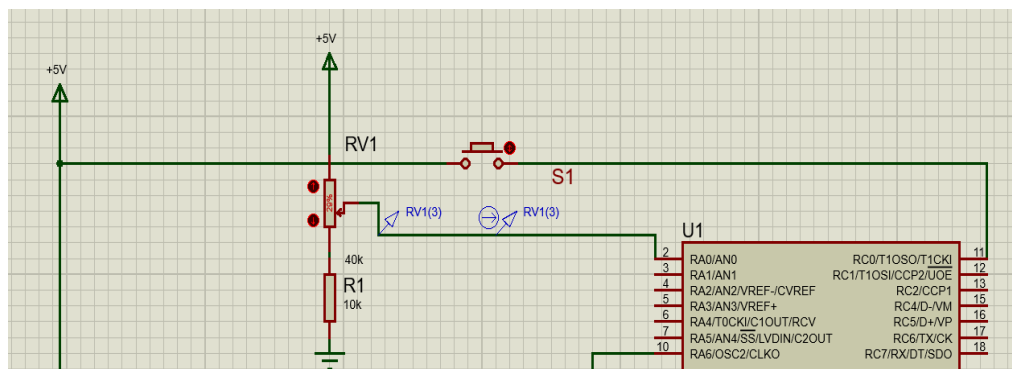 +5V
+5V
RV1
S1
29%
RV1(3)
RV1(3)
U1
40k
R1
10k
2 RA0/AN0
3 RA1/AN1
4 RA2/AN2/VREF-/CVREF
5 RA3/AN3/VREF+
6 RA4/T0CKI/C1OUT/RCV
7 RA5/AN4/SS/LVDIN/C2OUT
10 RA6/OSC2/CLKO
RC0/T1OSO/T1CKI 11
RC1/T1OSI/CCP2/UOE 12
RC2/CCP1 13
RC4/D-/VM 15
RC5/D+/VP 16
RC6/TX/CK 17
RC7/RX/DT/SDO 18